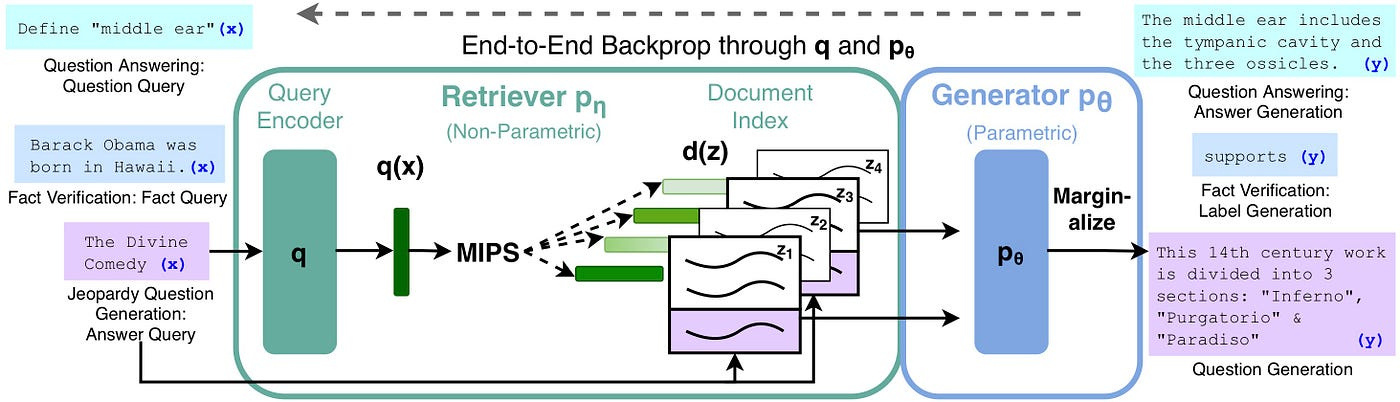 Define "middle ear" (x)
Question Answering:
Question Query
Barack Obama was
born in Hawaii. (x)
Fact Verification: Fact Query
The Divine
Comedy (x)
Jeopardy Question
Generation:
Answer Query
End-to-End Backprop through q and pθ
Query
Encoder
q
q(x)
Retriever pη
(Non-Parametric)
MIPS
Document
Index
d(z)
z4
z3
z2
z1
Generator pθ
(Parametric)
pθ
Margin-
alize
The middle ear includes
the tympanic cavity and
the three ossicles. (y)
Question Answering:
Answer Generation
supports (y)
Fact Verification:
Label Generation
This 14th century work
is divided into 3
sections: "Inferno",
"Purgatorio" &
"Paradiso" (y)
Question Generation